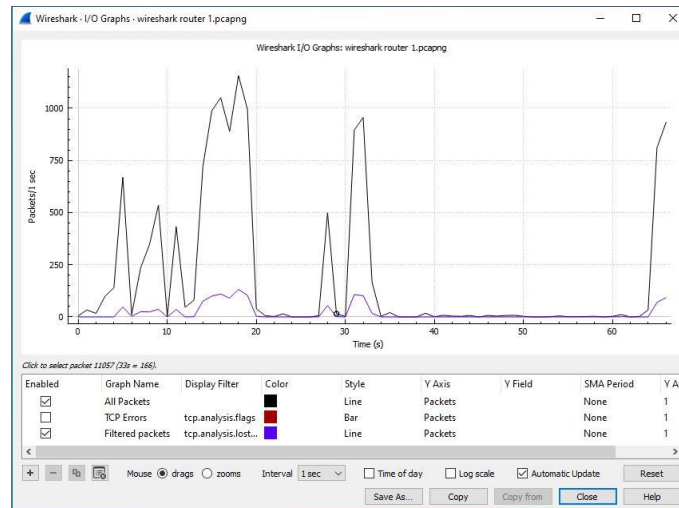 Wireshark · I/O Graphs · wireshark router 1.pcapng
Wireshark I/O Graphs: wireshark router 1.pcapng
Packets/1 sec
1000
750
500
250
0
0 10 20 30 40 50 60
Time (s)
Click to select packet 11057 (33s = 166).
Enabled Graph Name Display Filter Color Style Y Axis Y Field SMA Period Y A
All Packets Line Packets None 1
TCP Errors tcp.analysis.flags Bar Packets None 1
Filtered packets tcp.analysis.lost... Line Packets None 1
+ − Mouse drags zooms Interval 1 sec Time of day Log scale Automatic Update Reset
Save As... Copy Copy from Close Help